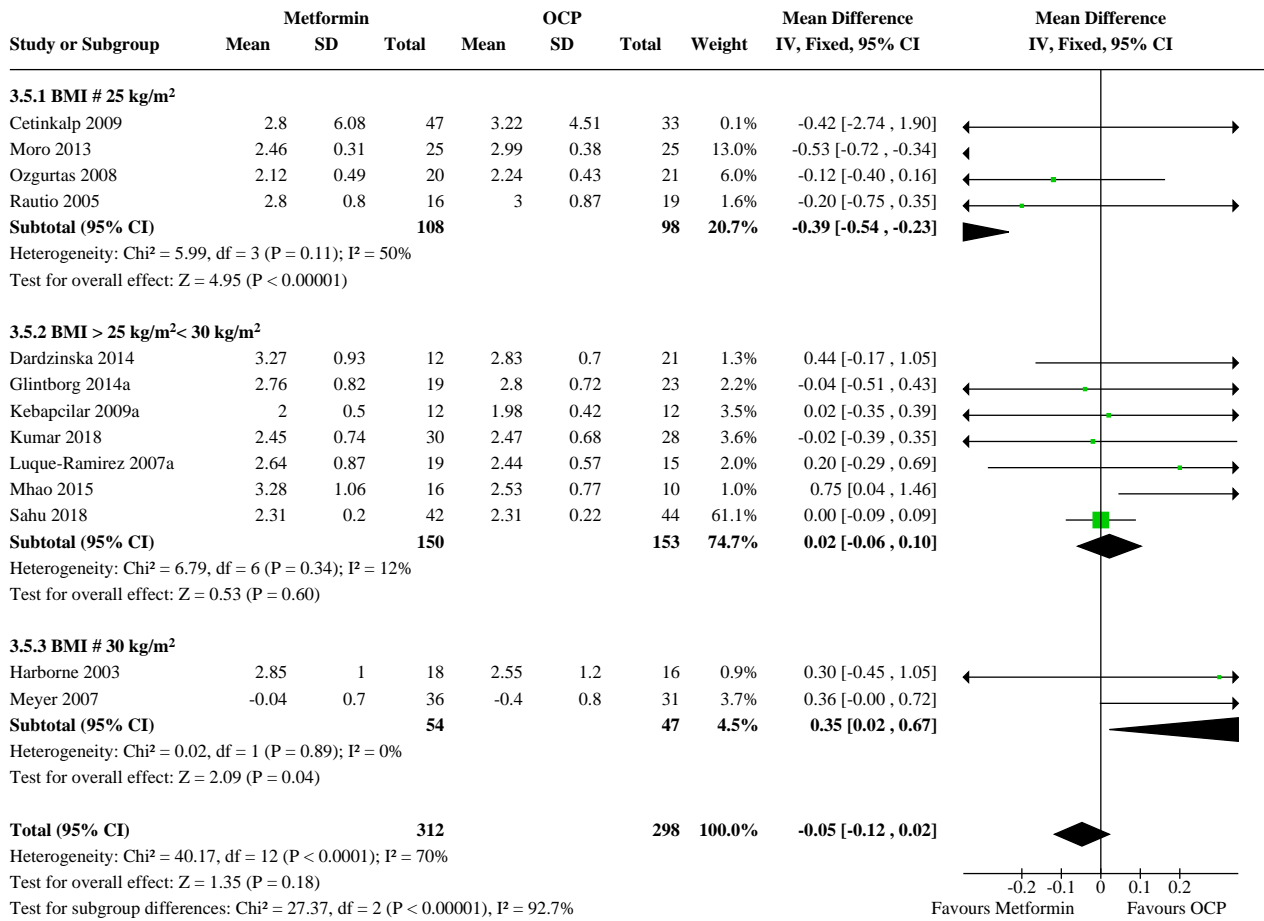 Metformin OCP Mean Difference Mean Difference
Study or Subgroup Mean SD Total Mean SD Total Weight IV, Fixed, 95% CI IV, Fixed, 95% CI
3.5.1 BMI # 25 kg/m²
Cetinkalp 2009 2.8 6.08 47 3.22 4.51 33 0.1% -0.42 [-2.74 , 1.90]
Moro 2013 2.46 0.31 25 2.99 0.38 25 13.0% -0.53 [-0.72 , -0.34]
Ozgurtas 2008 2.12 0.49 20 2.24 0.43 21 6.0% -0.12 [-0.40 , 0.16]
Rautio 2005 2.8 0.8 16 3 0.87 19 1.6% -0.20 [-0.75 , 0.35]
Subtotal (95% CI) 108 98 20.7% -0.39 [-0.54 , -0.23]
Heterogeneity: Chi² = 5.99, df = 3 (P = 0.11); I² = 50%
Test for overall effect: Z = 4.95 (P < 0.00001)
3.5.2 BMI > 25 kg/m²< 30 kg/m²
Dardzinska 2014 3.27 0.93 12 2.83 0.7 21 1.3% 0.44 [-0.17 , 1.05]
Glintborg 2014a 2.76 0.82 19 2.8 0.72 23 2.2% -0.04 [-0.51 , 0.43]
Kebapcilar 2009a 2 0.5 12 1.98 0.42 12 3.5% 0.02 [-0.35 , 0.39]
Kumar 2018 2.45 0.74 30 2.47 0.68 28 3.6% -0.02 [-0.39 , 0.35]
Luque-Ramirez 2007a 2.64 0.87 19 2.44 0.57 15 2.0% 0.20 [-0.29 , 0.69]
Mhao 2015 3.28 1.06 16 2.53 0.77 10 1.0% 0.75 [0.04 , 1.46]
Sahu 2018 2.31 0.2 42 2.31 0.22 44 61.1% 0.00 [-0.09 , 0.09]
Subtotal (95% CI) 150 153 74.7% 0.02 [-0.06 , 0.10]
Heterogeneity: Chi² = 6.79, df = 6 (P = 0.34); I² = 12%
Test for overall effect: Z = 0.53 (P = 0.60)
3.5.3 BMI # 30 kg/m²
Harborne 2003 2.85 1 18 2.55 1.2 16 0.9% 0.30 [-0.45 , 1.05]
Meyer 2007 -0.04 0.7 36 -0.4 0.8 31 3.7% 0.36 [-0.00 , 0.72]
Subtotal (95% CI) 54 47 4.5% 0.35 [0.02 , 0.67]
Heterogeneity: Chi² = 0.02, df = 1 (P = 0.89); I² = 0%
Test for overall effect: Z = 2.09 (P = 0.04)
Total (95% CI) 312 298 100.0% -0.05 [-0.12 , 0.02]
Heterogeneity: Chi² = 40.17, df = 12 (P < 0.0001); I² = 70%
Test for overall effect: Z = 1.35 (P = 0.18)
-0.2 -0.1 0 0.1 0.2
Test for subgroup differences: Chi² = 27.37, df = 2 (P < 0.00001), I² = 92.7% Favours Metformin Favours OCP